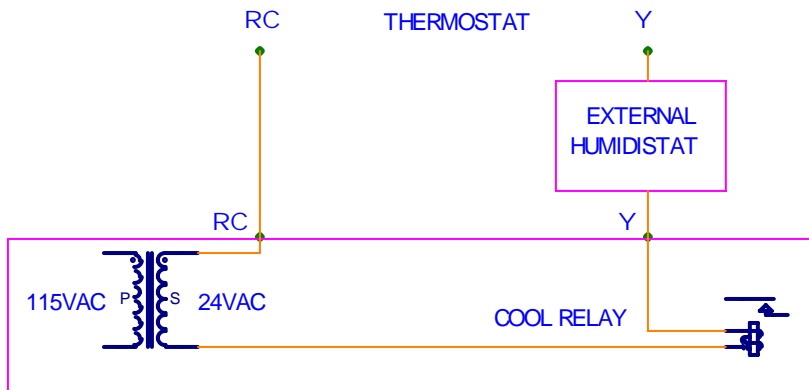 RC THERMOSTAT Y
EXTERNAL
HUMIDISTAT
RC Y
115VAC P S 24VAC
COOL RELAY